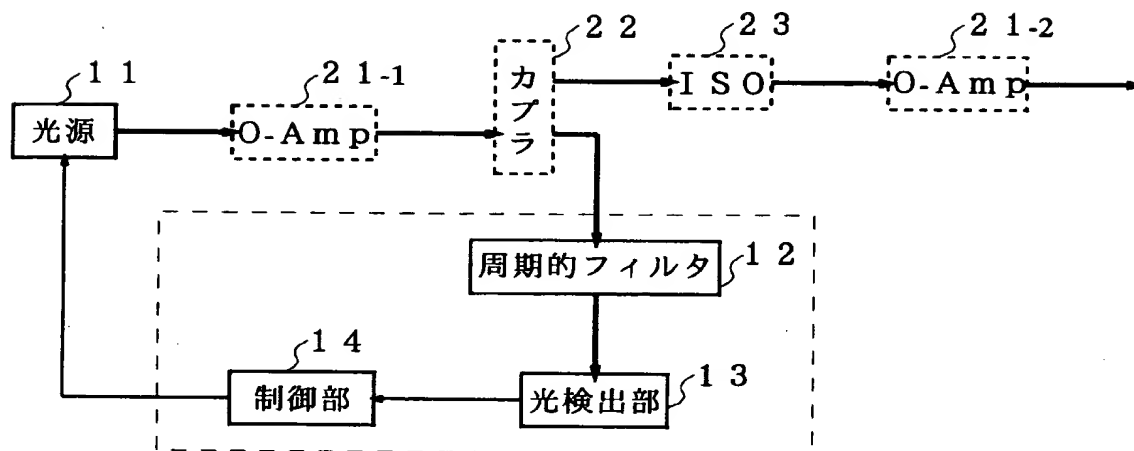 ２２
２３
２１-2
１１
２１-1
カプラ
ＩＳＯ
O-Ａｍｐ
光源
O-Ａｍｐ
周期的フィルタ
１２
１４
１３
制御部
光検出部